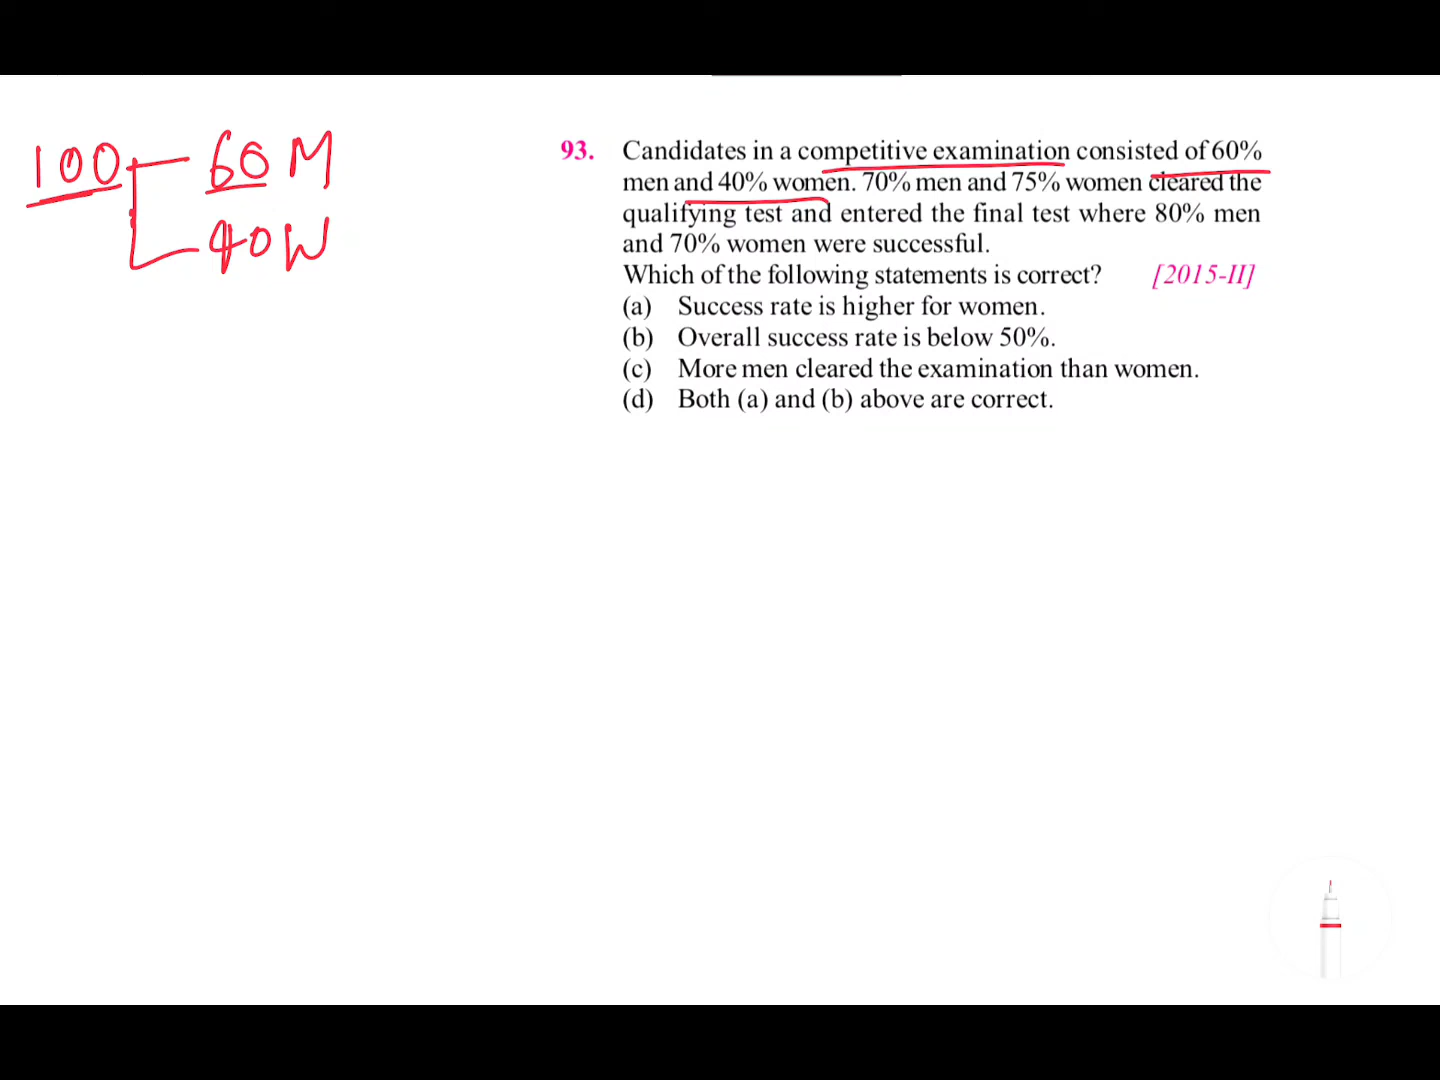 100 60 M
40 W
93. Candidates in a competitive examination consisted of 60%
men and 40% women. 70% men and 75% women cleared the
qualifying test and entered the final test where 80% men
and 70% women were successful.
Which of the following statements is correct? [2015-II]
(a) Success rate is higher for women.
(b) Overall success rate is below 50%.
(c) More men cleared the examination than women.
(d) Both (a) and (b) above are correct.